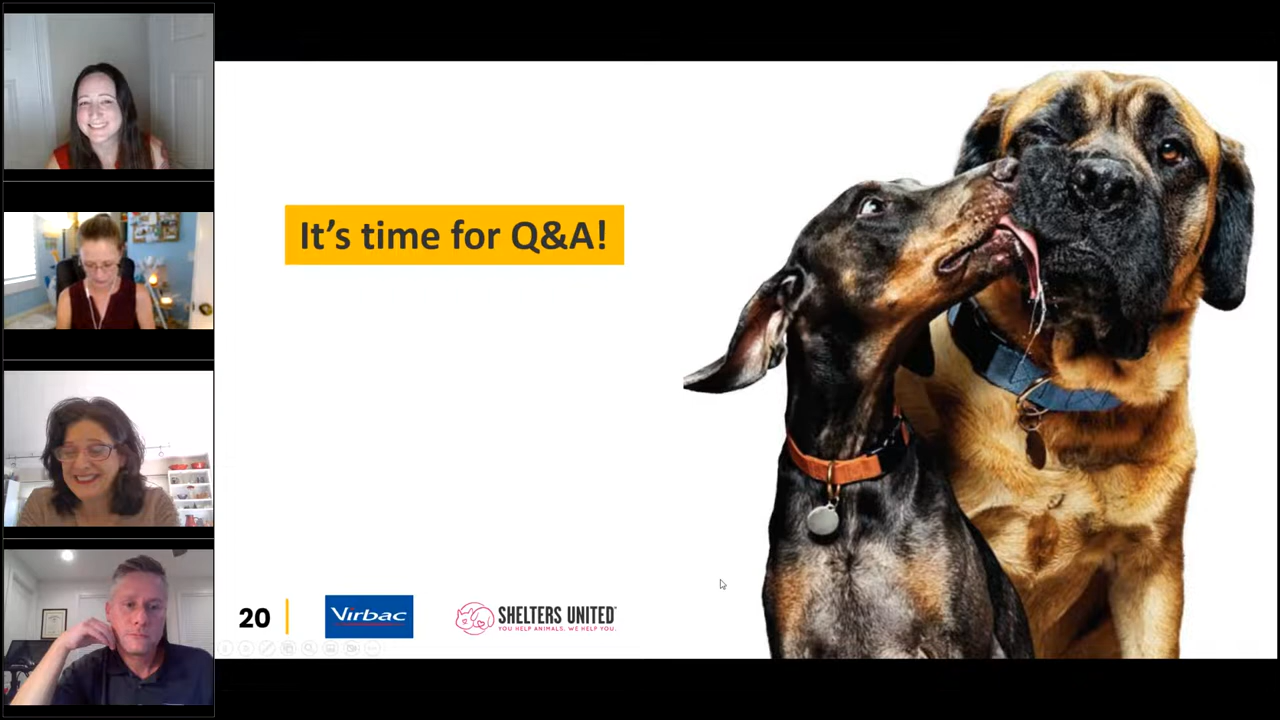 It's time for Q&A!
20
Virbac
SHELTERS UNITED
YOU HELP ANIMALS. WE HELP YOU.